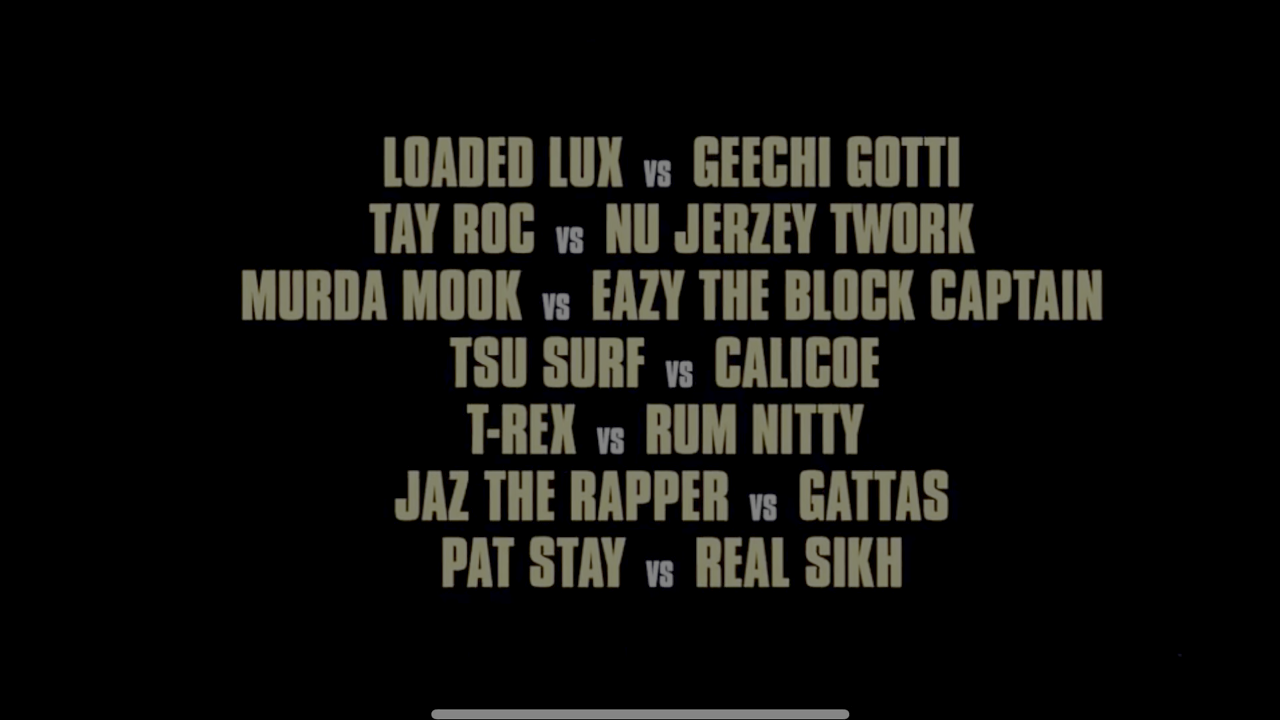 LOADED LUX VS GEECHI GOTTI
TAY ROC VS NU JERZEY TWORK
MURDA MOOK VS EAZY THE BLOCK CAPTAIN
TSU SURF VS CALICOE
T-REX VS RUM NITTY
JAZ THE RAPPER VS GATTAS
PAT STAY VS REAL SIKH